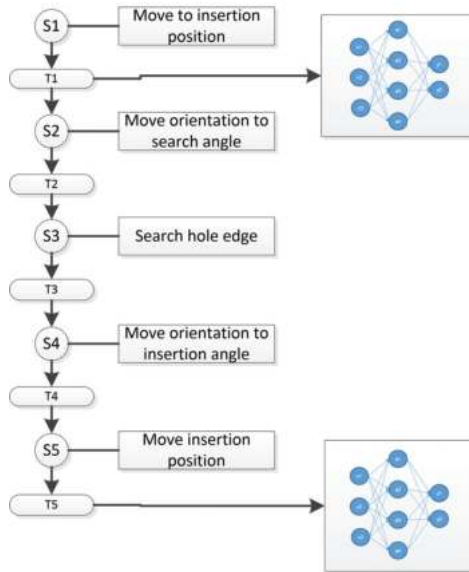 S1
Move to insertion
position
T1
S2
Move orientation to
search angle
T2
S3
Search hole edge
T3
S4
Move orientation to
insertion angle
T4
S5
Move insertion
position
T5